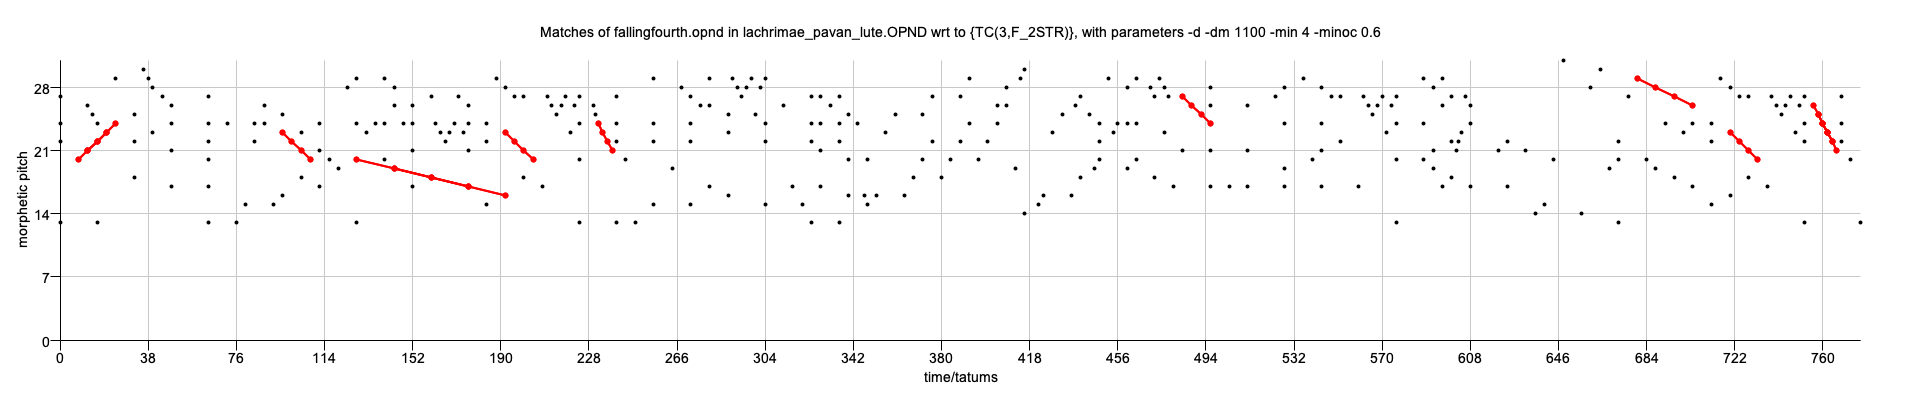 Matches of fallingfourth.opnd in lachrimae_pavan_lute.OPND wrt to {TC(3,F_2STR)}, with parameters -d -dm 1100 -min 4 -minoc 0.6
morphetic pitch
28
21
14
7
0
0 38 76 114 152 190 228 266 304 342 380 418 456 494 532 570 608 646 684 722 760
time/tatums